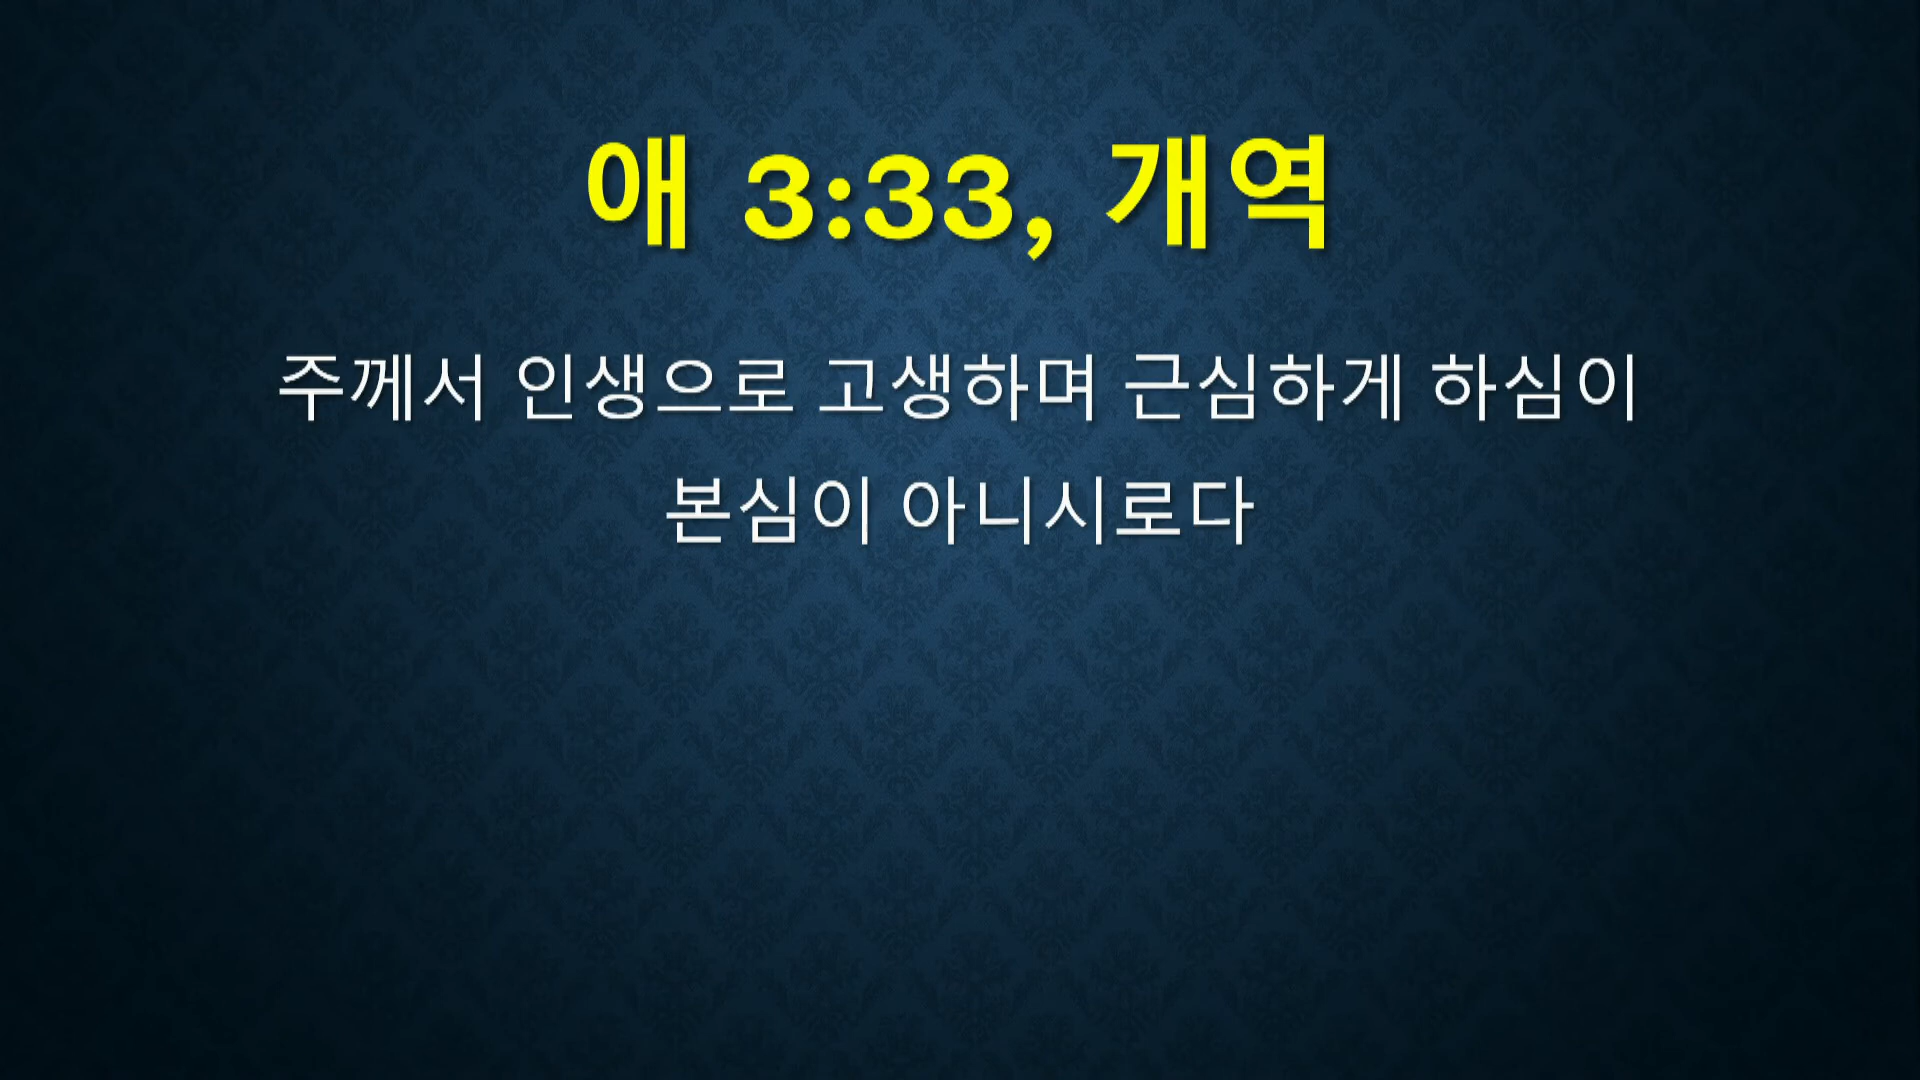 애 3:33, 개역
주께서 인생으로 고생하며 근심하게 하심이
본심이 아니시로다